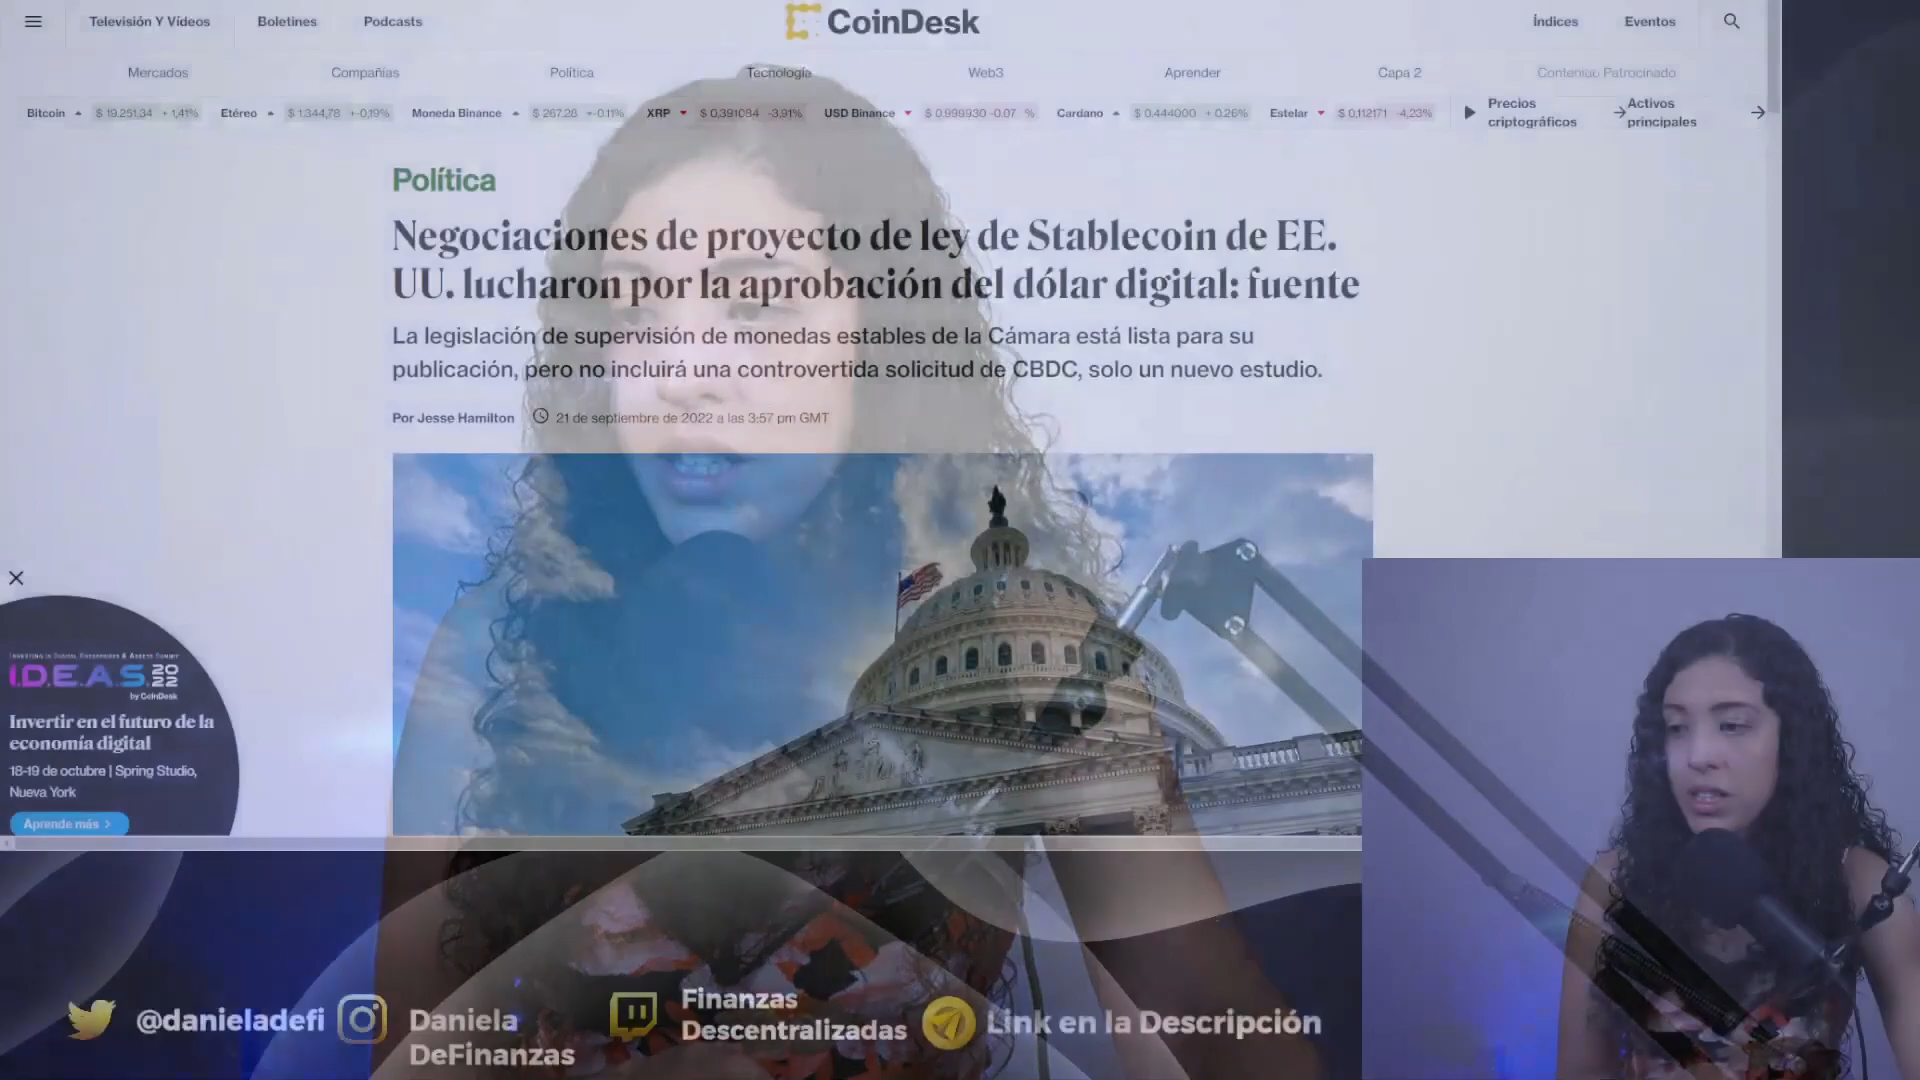 Televisión Y Vídeos
Boletines
Podcasts
CoinDesk
Índices
Eventos
Mercados
Compañías
Política
Tecnología
Web3
Aprender
Capa 2
Contenido Patrocinado
Bitcoin $ 19.251,34 + 1,41%
Etéreo $ 1.344,78 +-0,19%
Moneda Binance $ 267.28 +-0.11%
XRP $ 0,391084 -3,91%
USD Binance $ 0.999930 -0.07 %
Cardano $ 0.444000 + 0.26%
Estelar $ 0,112171 -4,23%
Precios
criptográficos
Activos
principales
Política
Negociaciones de proyecto de ley de Stablecoin de EE.
UU. lucharon por la aprobación del dólar digital: fuente
La legislación de supervisión de monedas estables de la Cámara está lista para su
publicación, pero no incluirá una controvertida solicitud de CBDC, solo un nuevo estudio.
Por Jesse Hamilton
21 de septiembre de 2022 a las 3:57 pm GMT
I.D.E.A.S. 2022
by CoinDesk
Invertir en el futuro de la
economía digital
18-19 de octubre | Spring Studio,
Nueva York
Aprende más >
@danieladefi
Daniela
DeFinanzas
Finanzas
Descentralizadas
Link en la Descripción